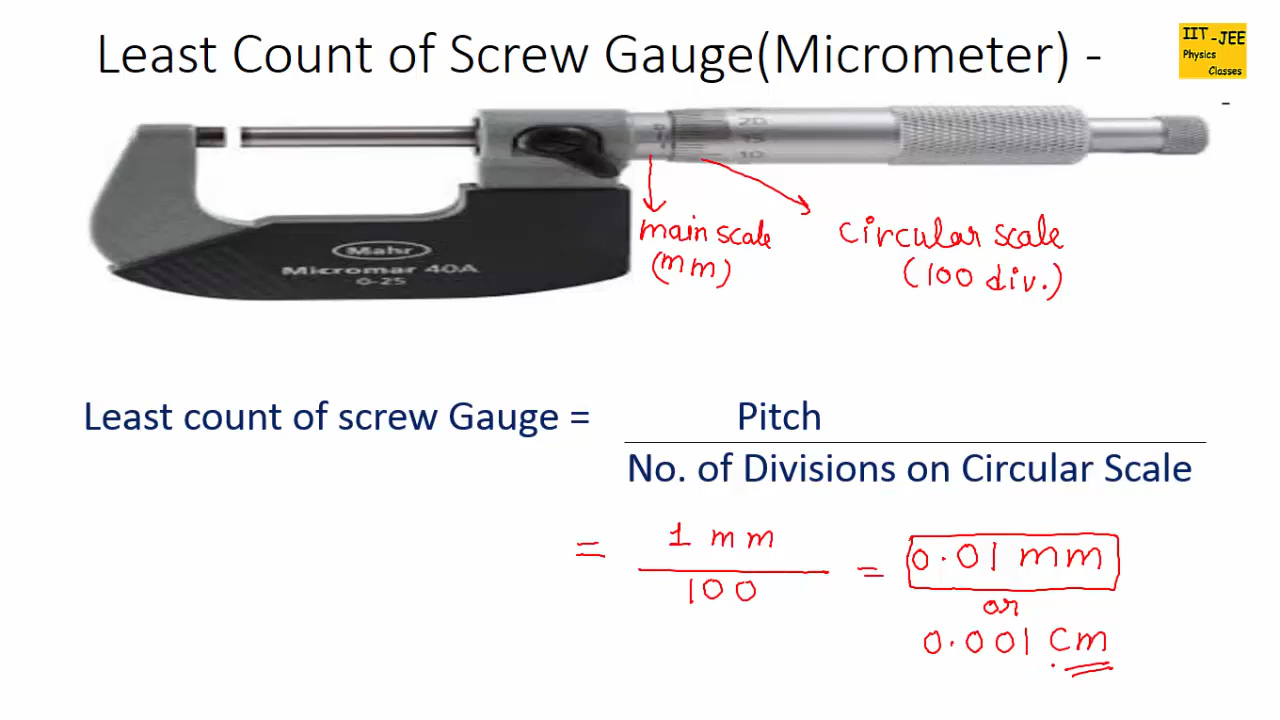 Least Count of Screw Gauge(Micrometer) -
IIT-JEE
Physics
Classes
-
20
15
10
main scale
(mm)
circular scale
(100 div.)
Mahr
Micromar 40A
0-25
Least count of screw Gauge = Pitch
No. of Divisions on Circular Scale
= 1 mm
100
= 0.01 mm
or
0.001 cm